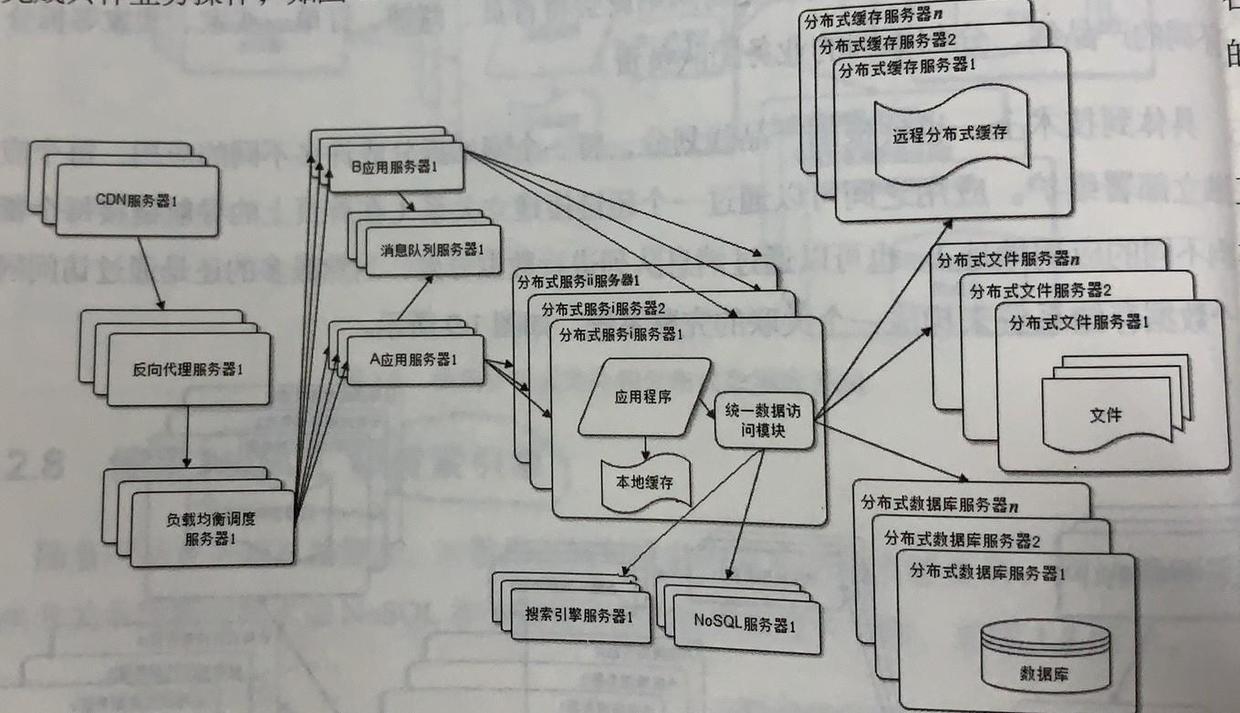 分布式缓存服务器n
分布式缓存服务器2
分布式缓存服务器1
远程分布式缓存
CDN服务器1
B应用服务器1
消息队列服务器1
反向代理服务器1
A应用服务器1
负载均衡调度
服务器1
分布式服务ii服务器1
分布式服务i服务器2
分布式服务i服务器1
应用程序
统一数据访
问模块
本地缓存
分布式文件服务器n
分布式文件服务器2
分布式文件服务器1
文件
搜索引擎服务器1
NoSQL服务器1
分布式数据库服务器n
分布式数据库服务器2
分布式数据库服务器1
数据库
的